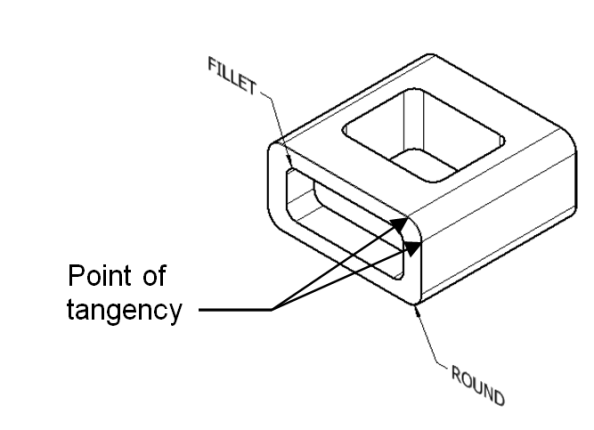 FILLET
Point of
tangency
ROUND